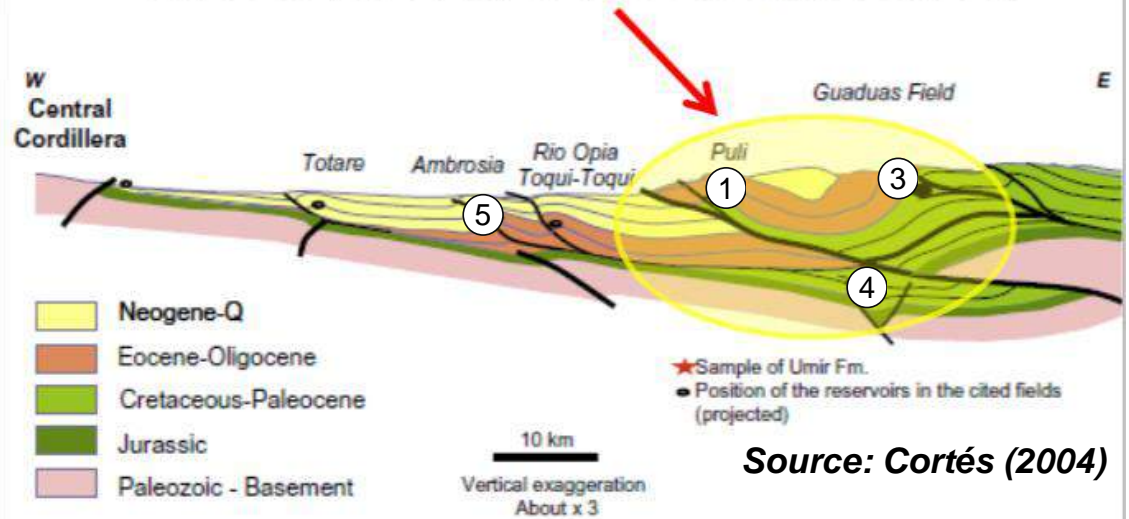 W
E
Central
Cordillera
Guaduas Field
Totare
Ambrosia
Rio Opia
Toqui-Toqui
Puli
1
3
5
4
Neogene-Q
Eocene-Oligocene
Cretaceous-Paleocene
Jurassic
Paleozoic - Basement
10 km
Vertical exaggeration
About x 3
Sample of Umir Fm.
Position of the reservoirs in the cited fields
(projected)
Source: Cortés (2004)